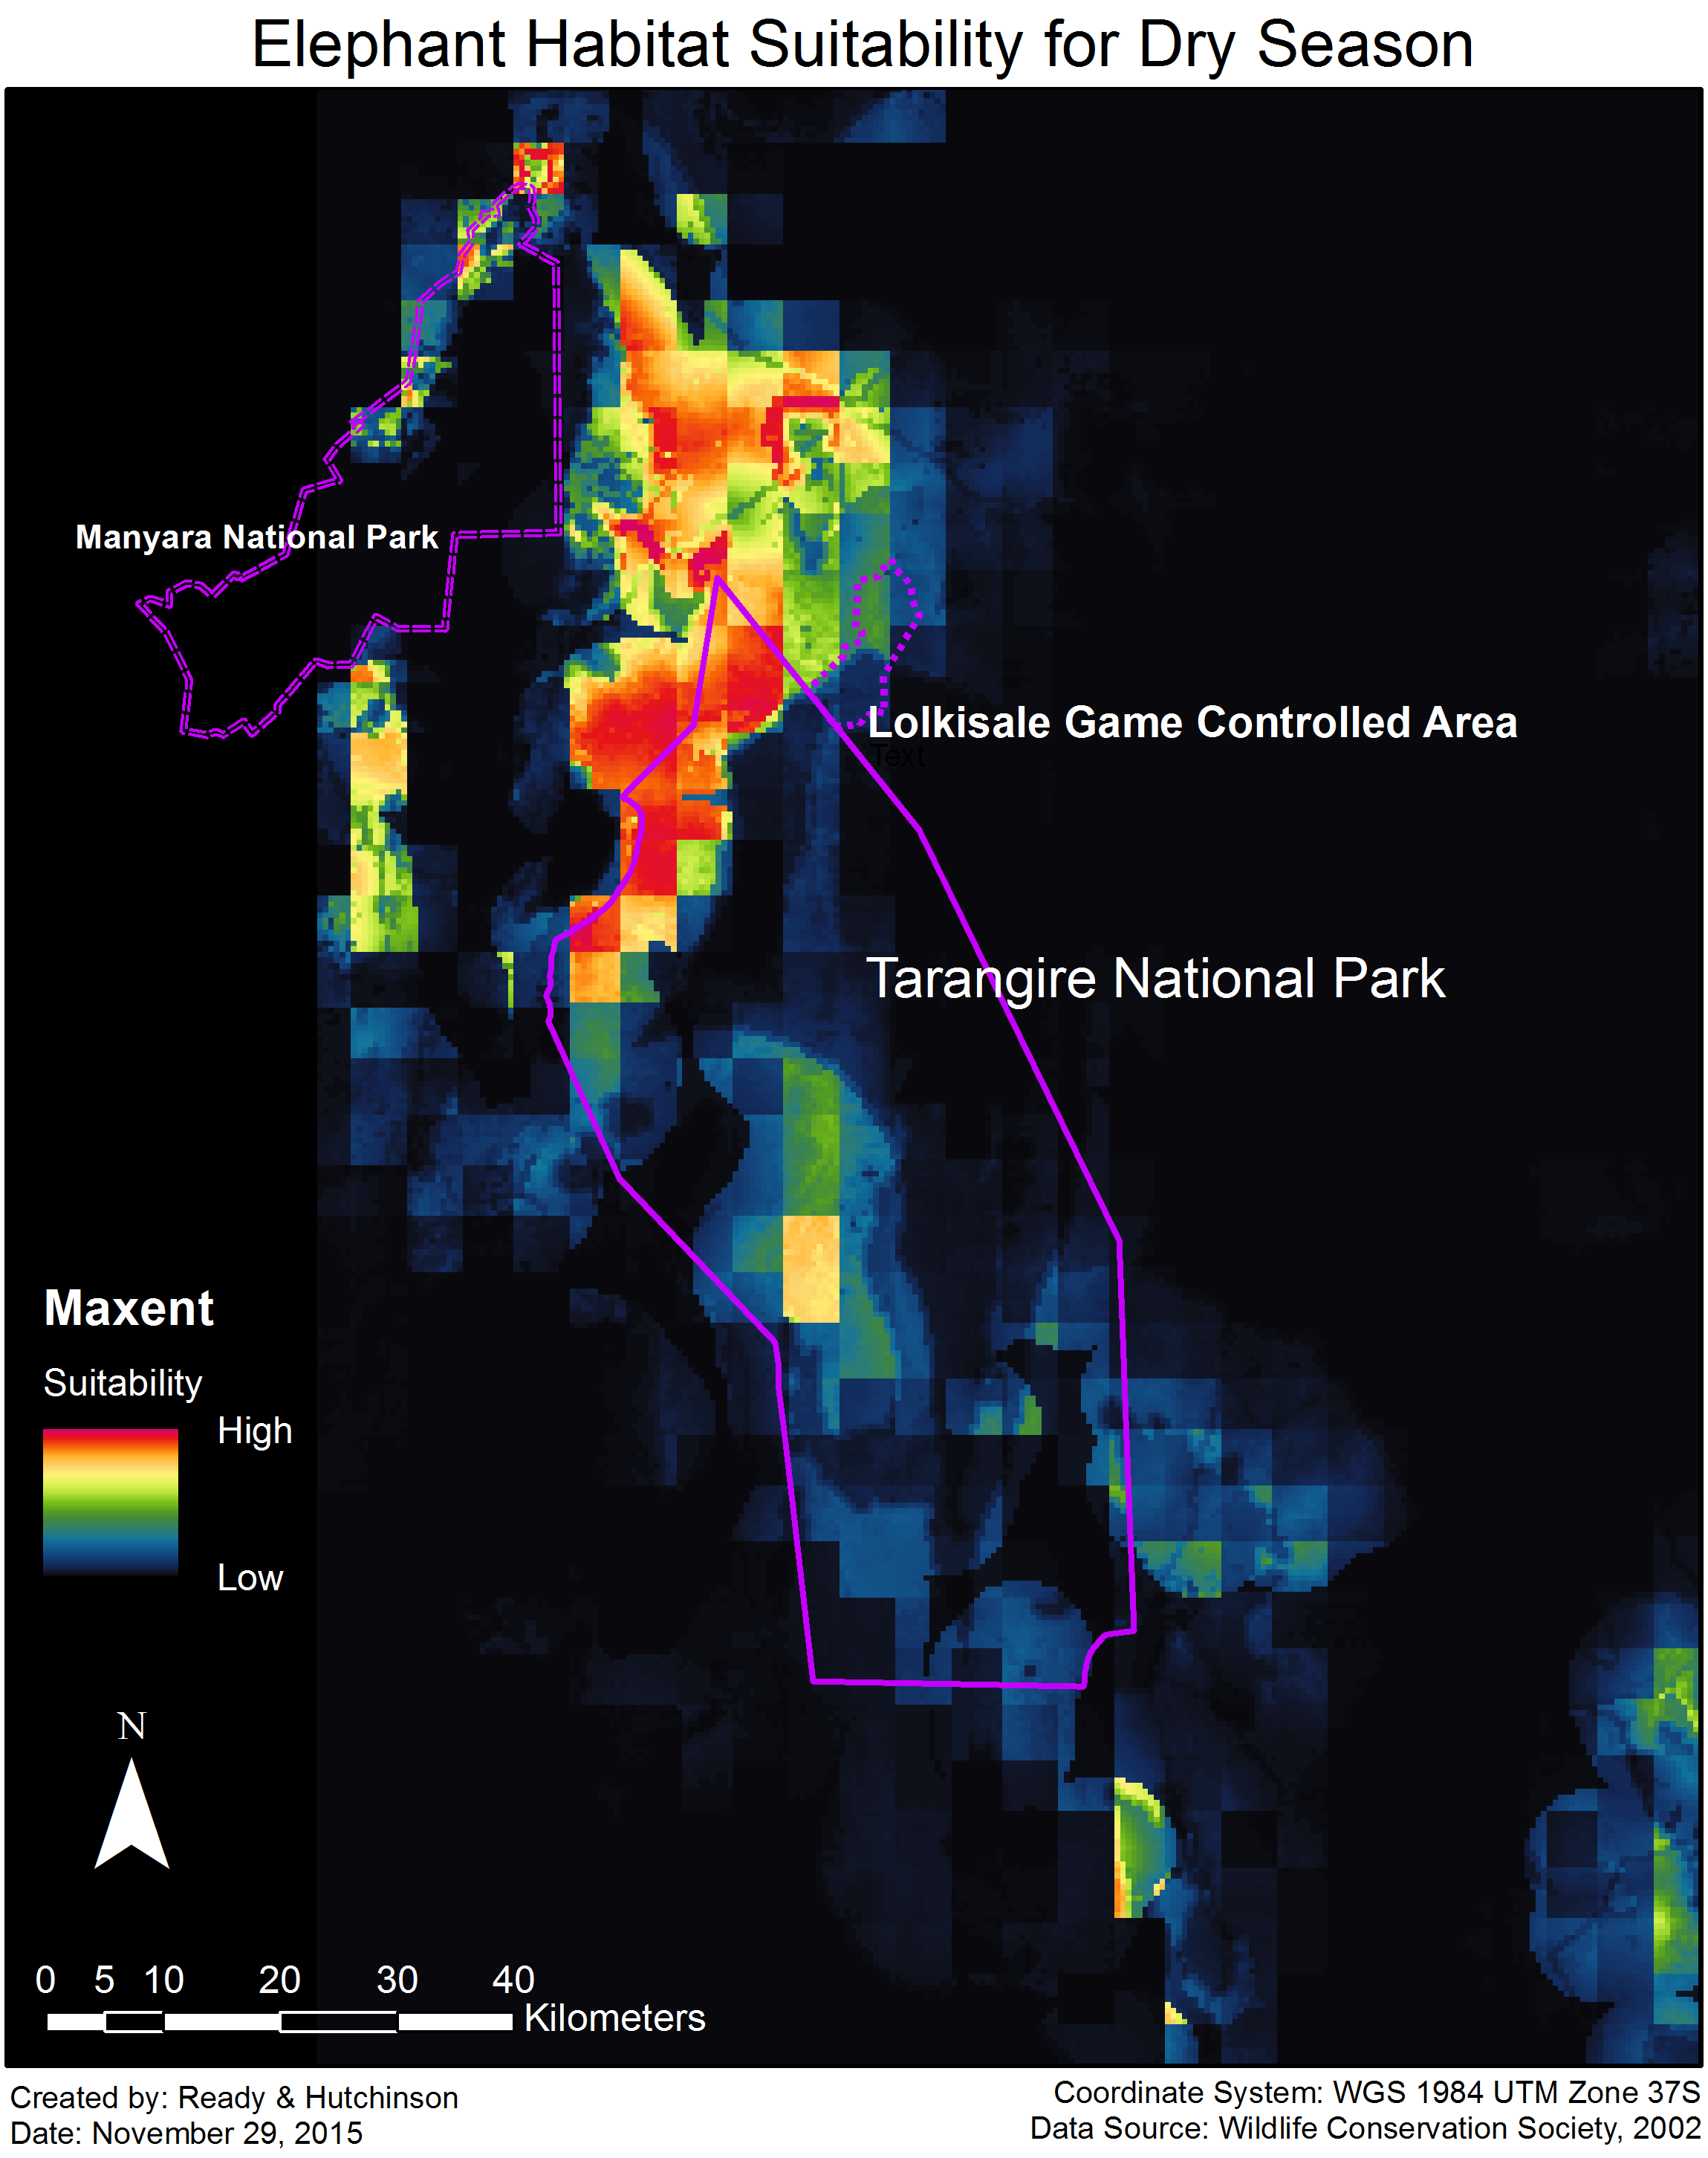 Elephant Habitat Suitability for Dry Season
Manyara National Park
Lolkisale Game Controlled Area
Text
Tarangire National Park
Maxent
Suitability
High
Low
N
0 5 10 20 30 40
Kilometers
Created by: Ready & Hutchinson
Date: November 29, 2015
Coordinate System: WGS 1984 UTM Zone 37S
Data Source: Wildlife Conservation Society, 2002